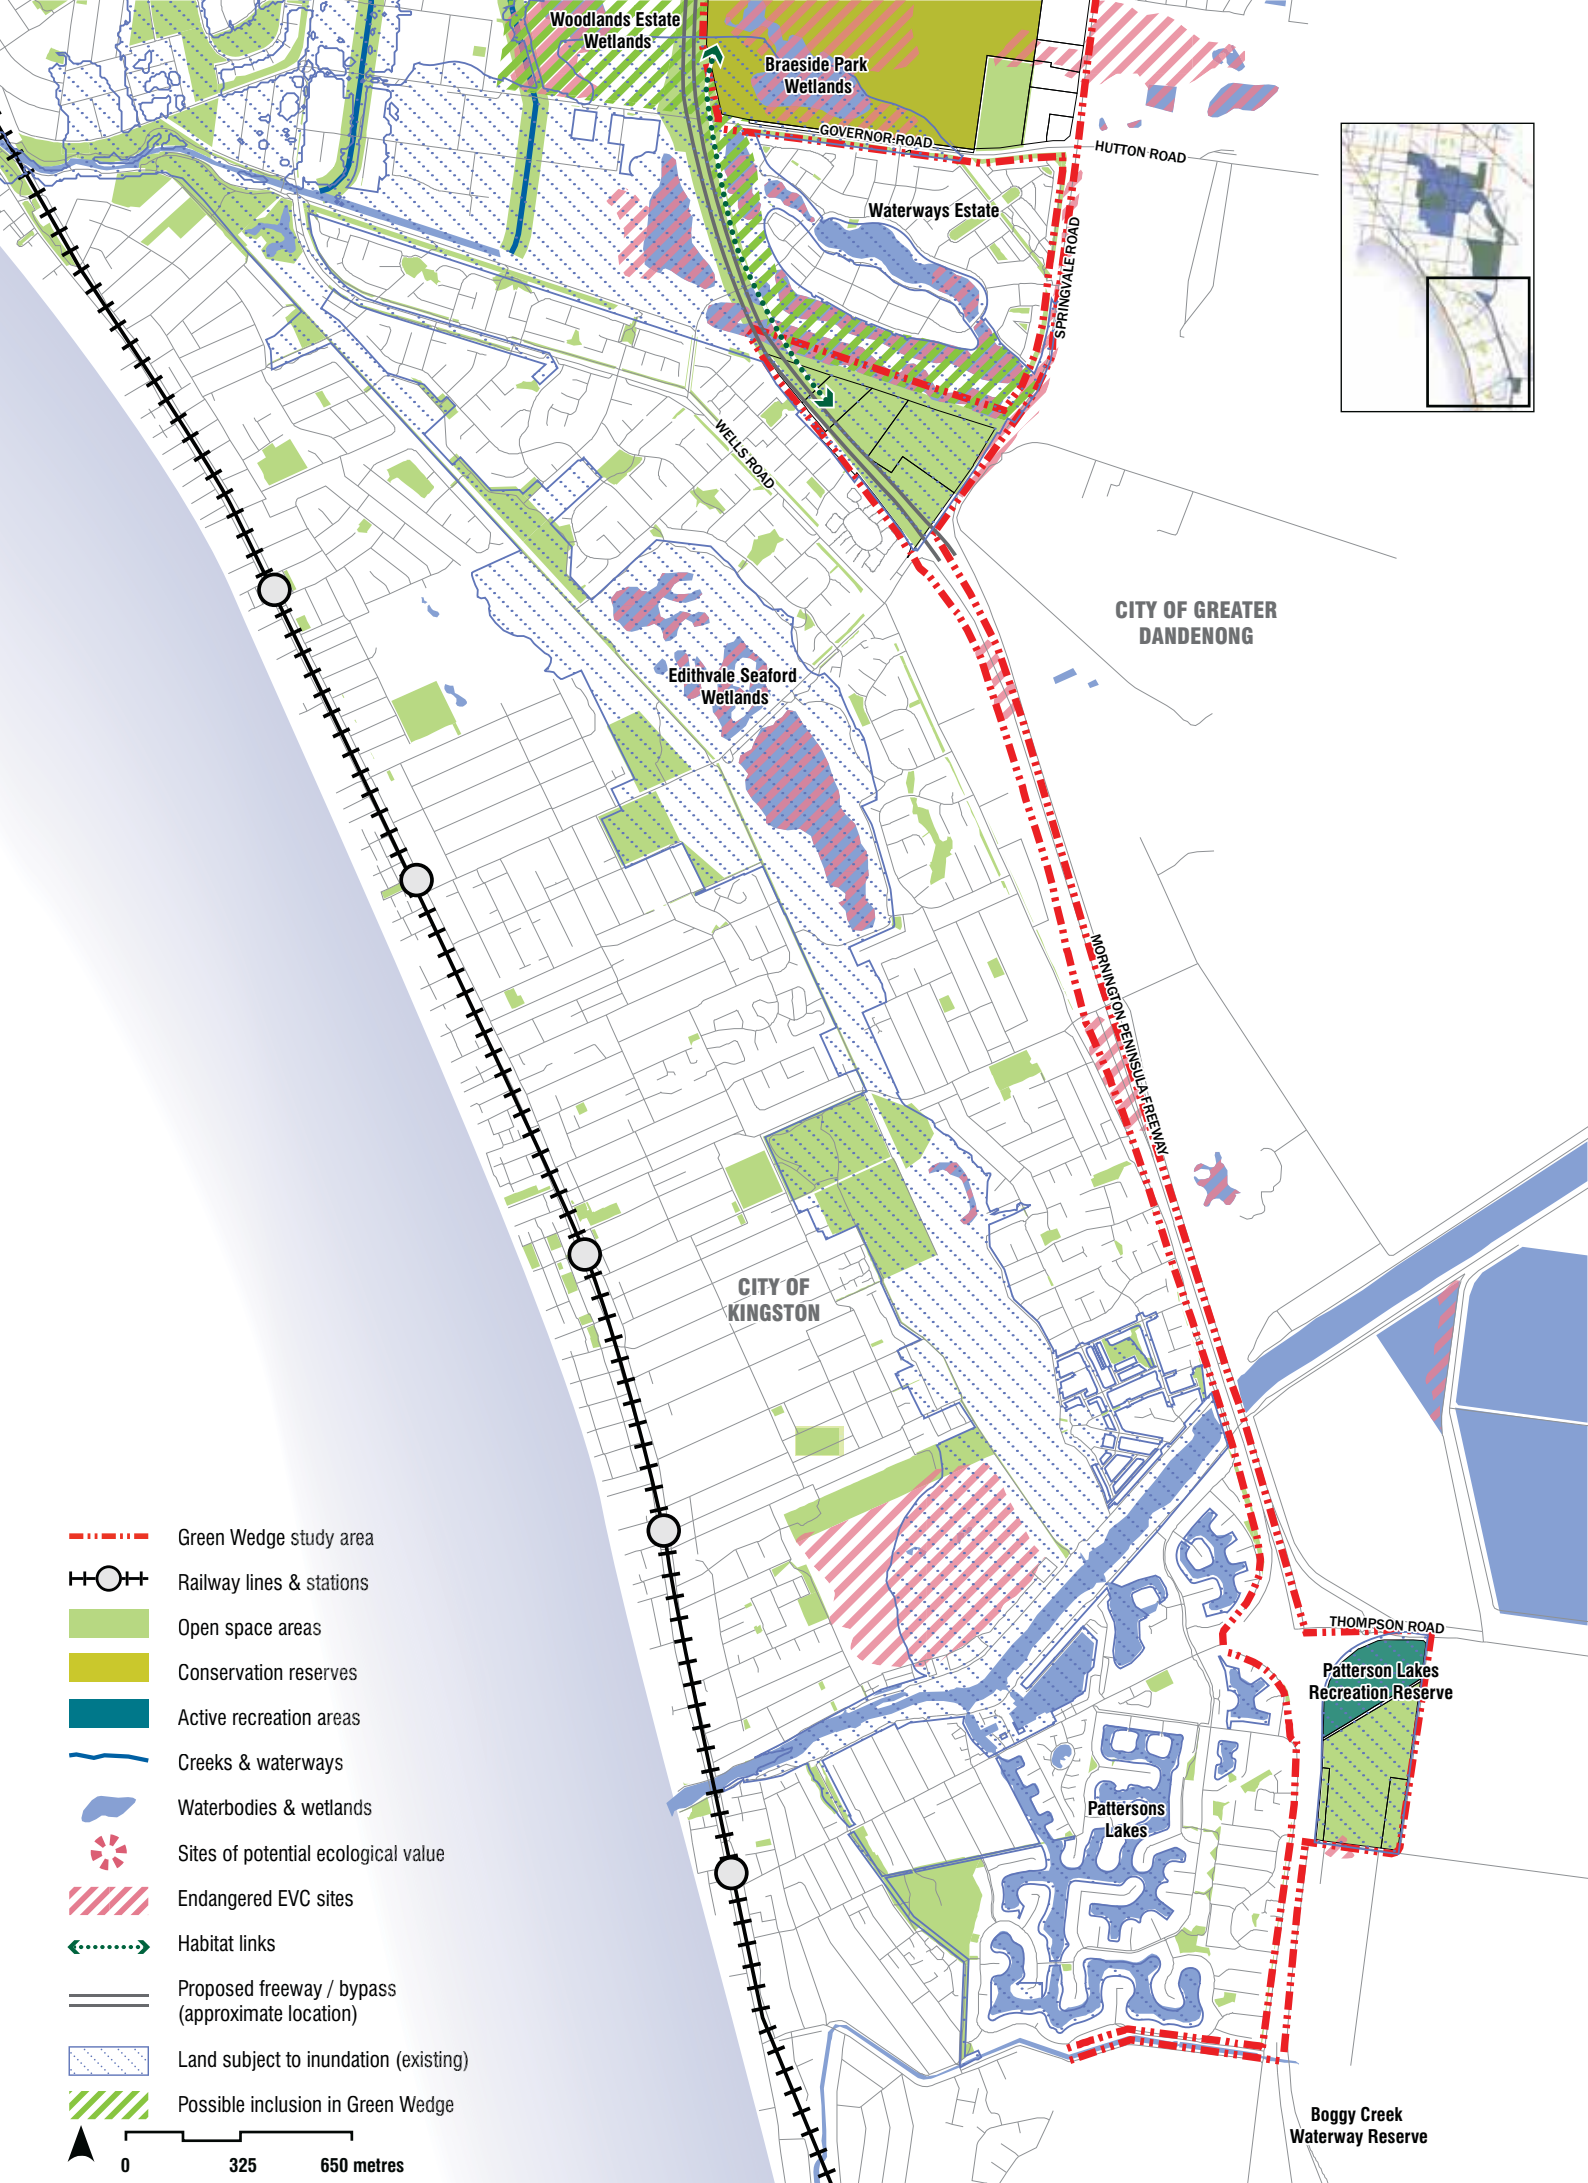 Woodlands Estate
Wetlands
Braeside Park
Wetlands
GOVERNOR ROAD
HUTTON ROAD
Waterways Estate
SPRINGVALE ROAD
WELLS ROAD
CITY OF GREATER
DANDENONG
Edithvale Seaford
Wetlands
MORNINGTON PENINSULA FREEWAY
CITY OF
KINGSTON
THOMPSON ROAD
Patterson Lakes
Recreation Reserve
Pattersons
Lakes
Boggy Creek
Waterway Reserve
Green Wedge study area
Railway lines & stations
Open space areas
Conservation reserves
Active recreation areas
Creeks & waterways
Waterbodies & wetlands
Sites of potential ecological value
Endangered EVC sites
Habitat links
Proposed freeway / bypass
(approximate location)
Land subject to inundation (existing)
Possible inclusion in Green Wedge
0 325 650 metres